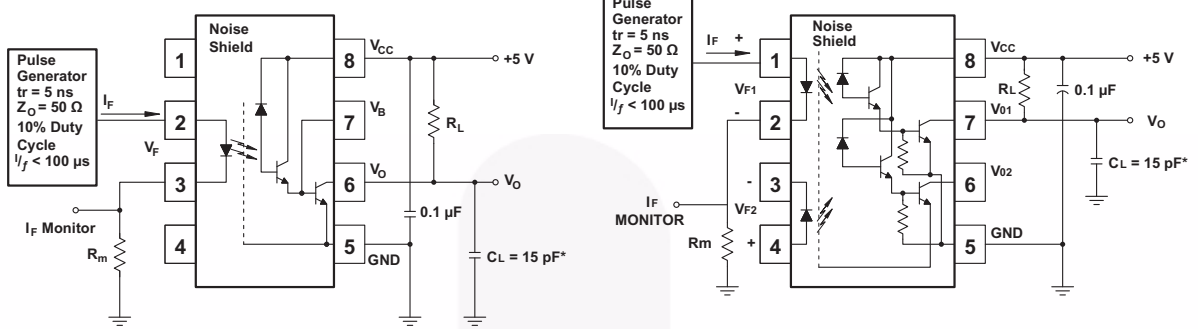 Pulse
Generator
tr = 5 ns
ZO = 50 Ω
10% Duty
Cycle
I/f < 100 µs
IF
VF
IF Monitor
Rm
Noise
Shield
1
2
3
4
8
7
6
5
VCC
VB
VO
GND
+5 V
RL
VO
0.1 µF
CL = 15 pF*
Pulse
Generator
tr = 5 ns
ZO = 50 Ω
10% Duty
Cycle
I/f < 100 µs
IF
+
VF1
-
-
VF2
+
IF
MONITOR
Rm
Noise
Shield
1
2
3
4
8
7
6
5
VCC
V01
V02
GND
+5 V
RL
0.1 µF
VO
CL = 15 pF*